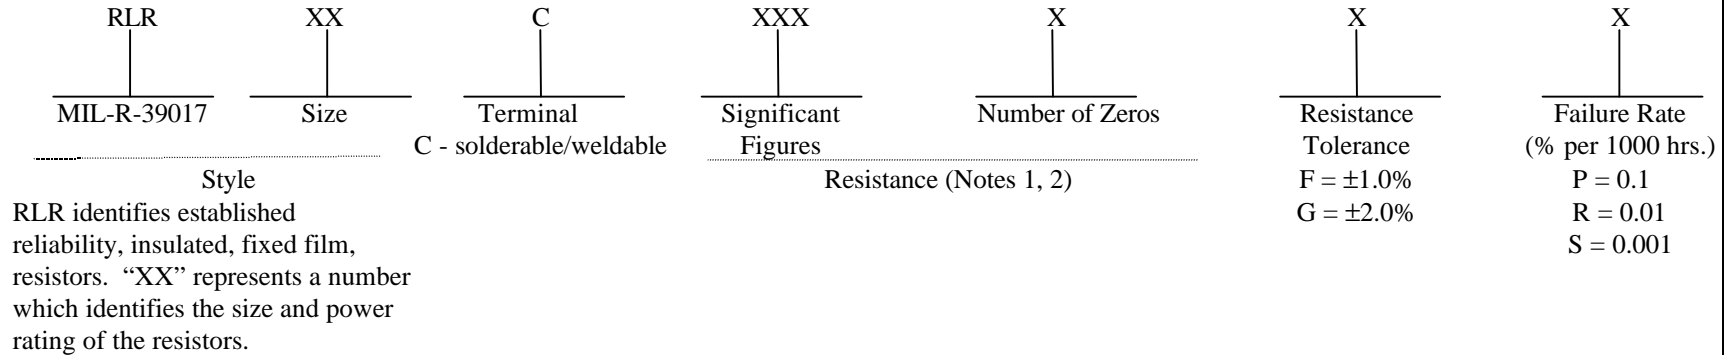 RLR XX C XXX X X X
MIL-R-39017 Size Terminal Significant Number of Zeros Resistance Failure Rate
C - solderable/weldable Figures Tolerance (% per 1000 hrs.)
Style Resistance (Notes 1, 2) F = ±1.0% P = 0.1
RLR identifies established G = ±2.0% R = 0.01
reliability, insulated, fixed film, S = 0.001
resistors. “XX” represents a number
which identifies the size and power
rating of the resistors.